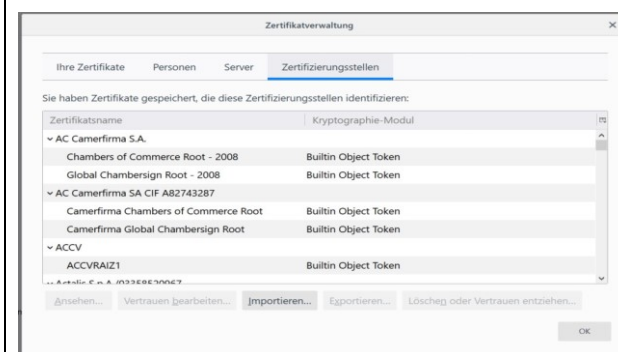 Zertifikatverwaltung
Ihre Zertifikate Personen Server Zertifizierungsstellen
Sie haben Zertifikate gespeichert, die diese Zertifizierungsstellen identifizieren:
Zertifikatsname Kryptographie-Modul
AC Camerfirma S.A.
Chambers of Commerce Root - 2008 Builtin Object Token
Global Chambersign Root - 2008 Builtin Object Token
AC Camerfirma SA CIF A82743287
Camerfirma Chambers of Commerce Root Builtin Object Token
Camerfirma Global Chambersign Root Builtin Object Token
ACCV
ACCVRAIZ1 Builtin Object Token
Actalis S.p.A./03358520967
Ansehen... Vertrauen bearbeiten... Importieren... Exportieren... Löschen oder Vertrauen entziehen...
OK